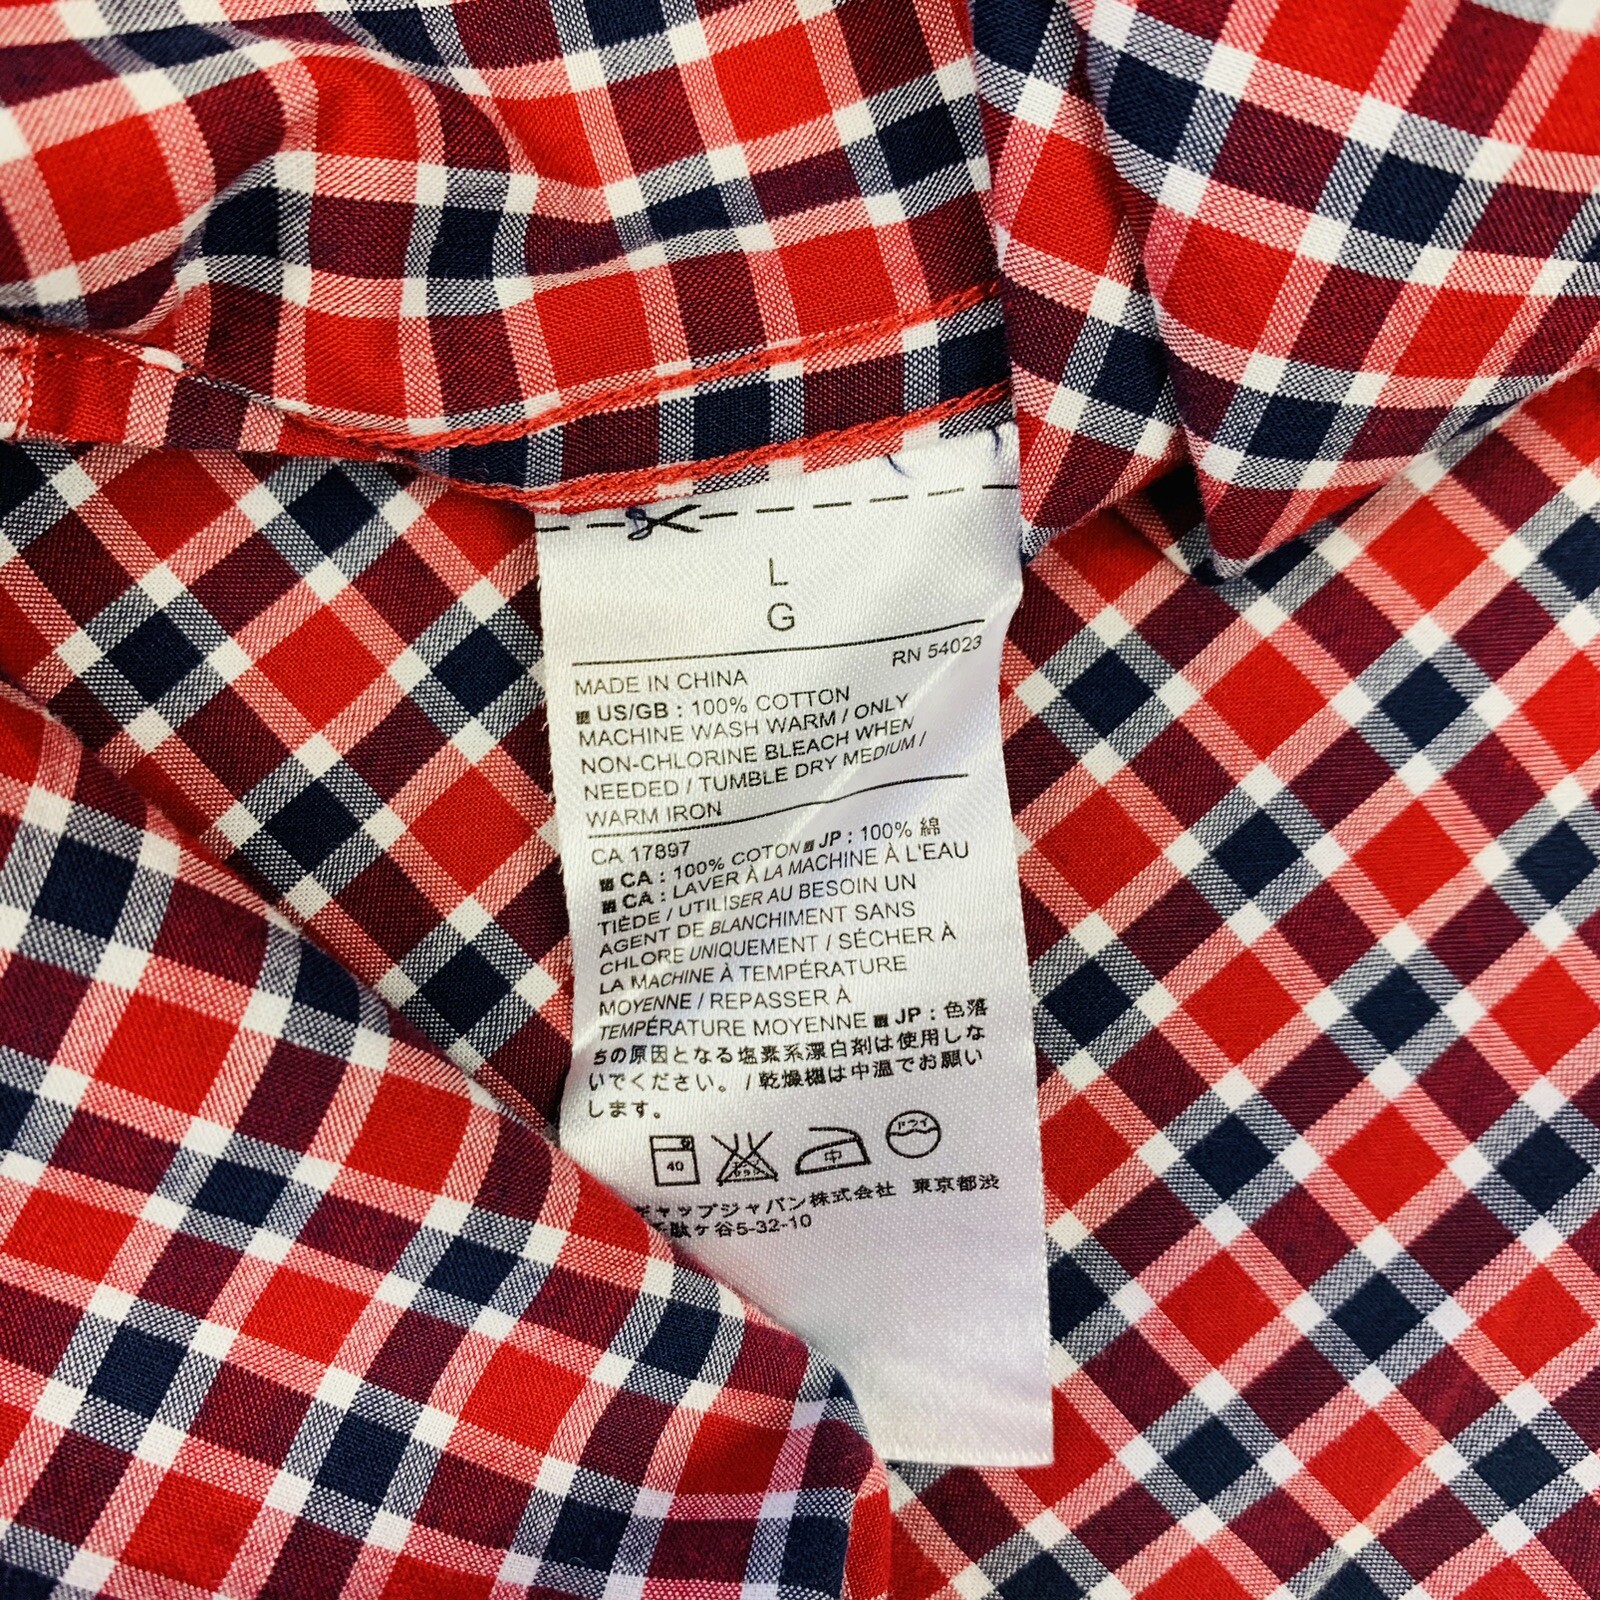 L
G
RN 54023
MADE IN CHINA
US/GB : 100% COTTON
MACHINE WASH WARM / ONLY
NON-CHLORINE BLEACH WHEN
NEEDED / TUMBLE DRY MEDIUM /
WARM IRON
CA 17897
CA : 100% COTON JP : 100% 綿
CA : LAVER À LA MACHINE À L'EAU
TIÈDE / UTILISER AU BESOIN UN
AGENT DE BLANCHIMENT SANS
CHLORE UNIQUEMENT / SÉCHER À
LA MACHINE À TEMPÉRATURE
MOYENNE / REPASSER À
TEMPÉRATURE MOYENNE JP : 色落
ちの原因となる塩素系漂白剤は使用しな
いでください。 / 乾燥機は中温でお願い
します。
40 中 ドライ
ギャップジャパン株式会社 東京都渋
駄ケ谷5-32-10